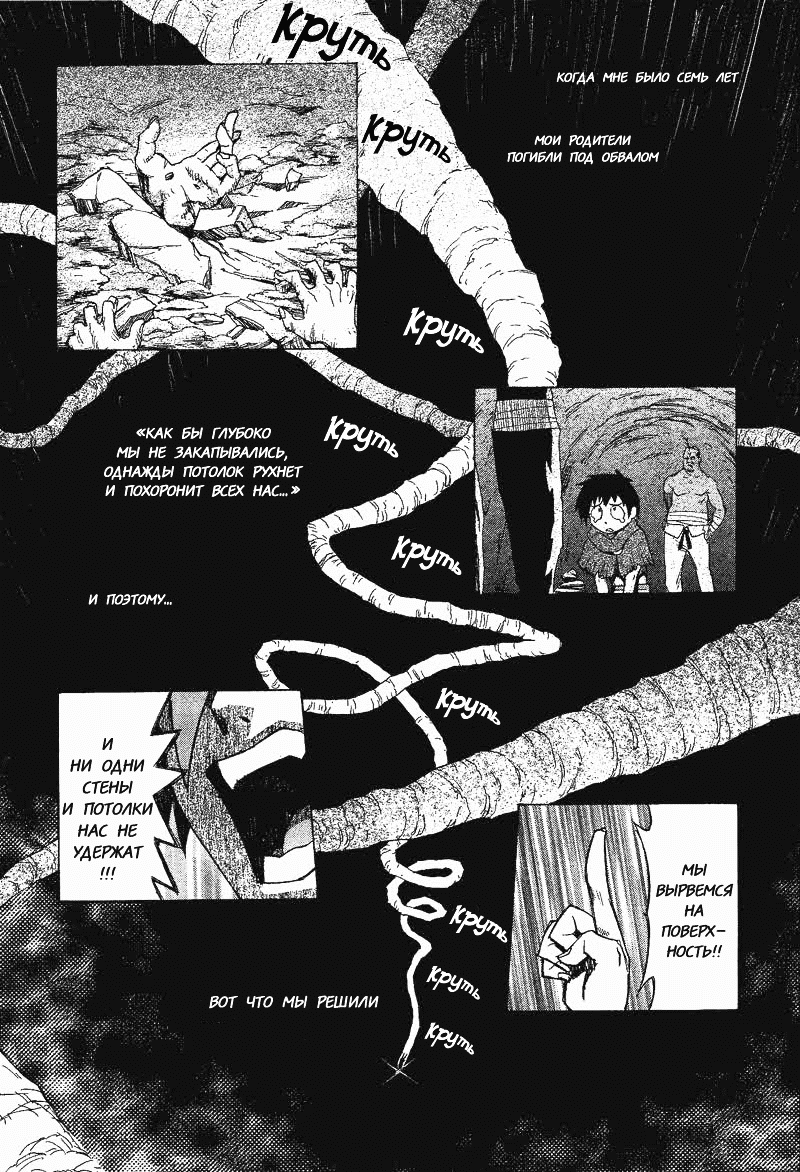 Круть
КОГДА МНЕ БЫЛО СЕМЬ ЛЕТ
Круть
МОИ РОДИТЕЛИ
ПОГИБЛИ ПОД ОБВАЛОМ
Круть
Круть
«КАК БЫ ГЛУБОКО
МЫ НЕ ЗАКАПЫВАЛИСЬ,
ОДНАЖДЫ ПОТОЛОК РУХНЕТ
И ПОХОРОНИТ ВСЕХ НАС...»
Круть
И ПОЭТОМУ...
Круть
И
НИ ОДНИ
СТЕНЫ
И ПОТОЛКИ
НАС НЕ
УДЕРЖАТ
!!!
МЫ
ВЫРВЕМСЯ
НА
ПОВЕРХ-
НОСТЬ!!
Круть
Круть
ВОТ ЧТО МЫ РЕШИЛИ
Круть